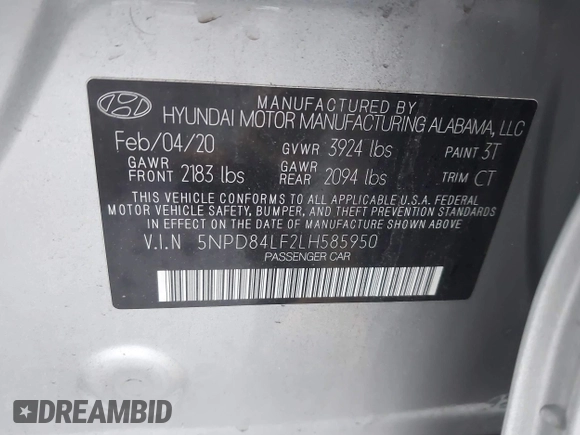 MANUFACTURED BY
HYUNDAI MOTOR MANUFACTURING ALABAMA, LLC
Feb/04/20 GVWR 3924 lbs PAINT 3T
GAWR FRONT 2183 lbs GAWR REAR 2094 lbs TRIM CT
THIS VEHICLE CONFORMS TO ALL APPLICABLE U.S.A. FEDERAL
MOTOR VEHICLE SAFETY, BUMPER, AND THEFT PREVENTION STANDARDS
IN EFFECT ON THE DATE OF MANUFACTURE SHOWN ABOVE.
V.I.N 5NPD84LF2LH585950
PASSENGER CAR
DREAMBID